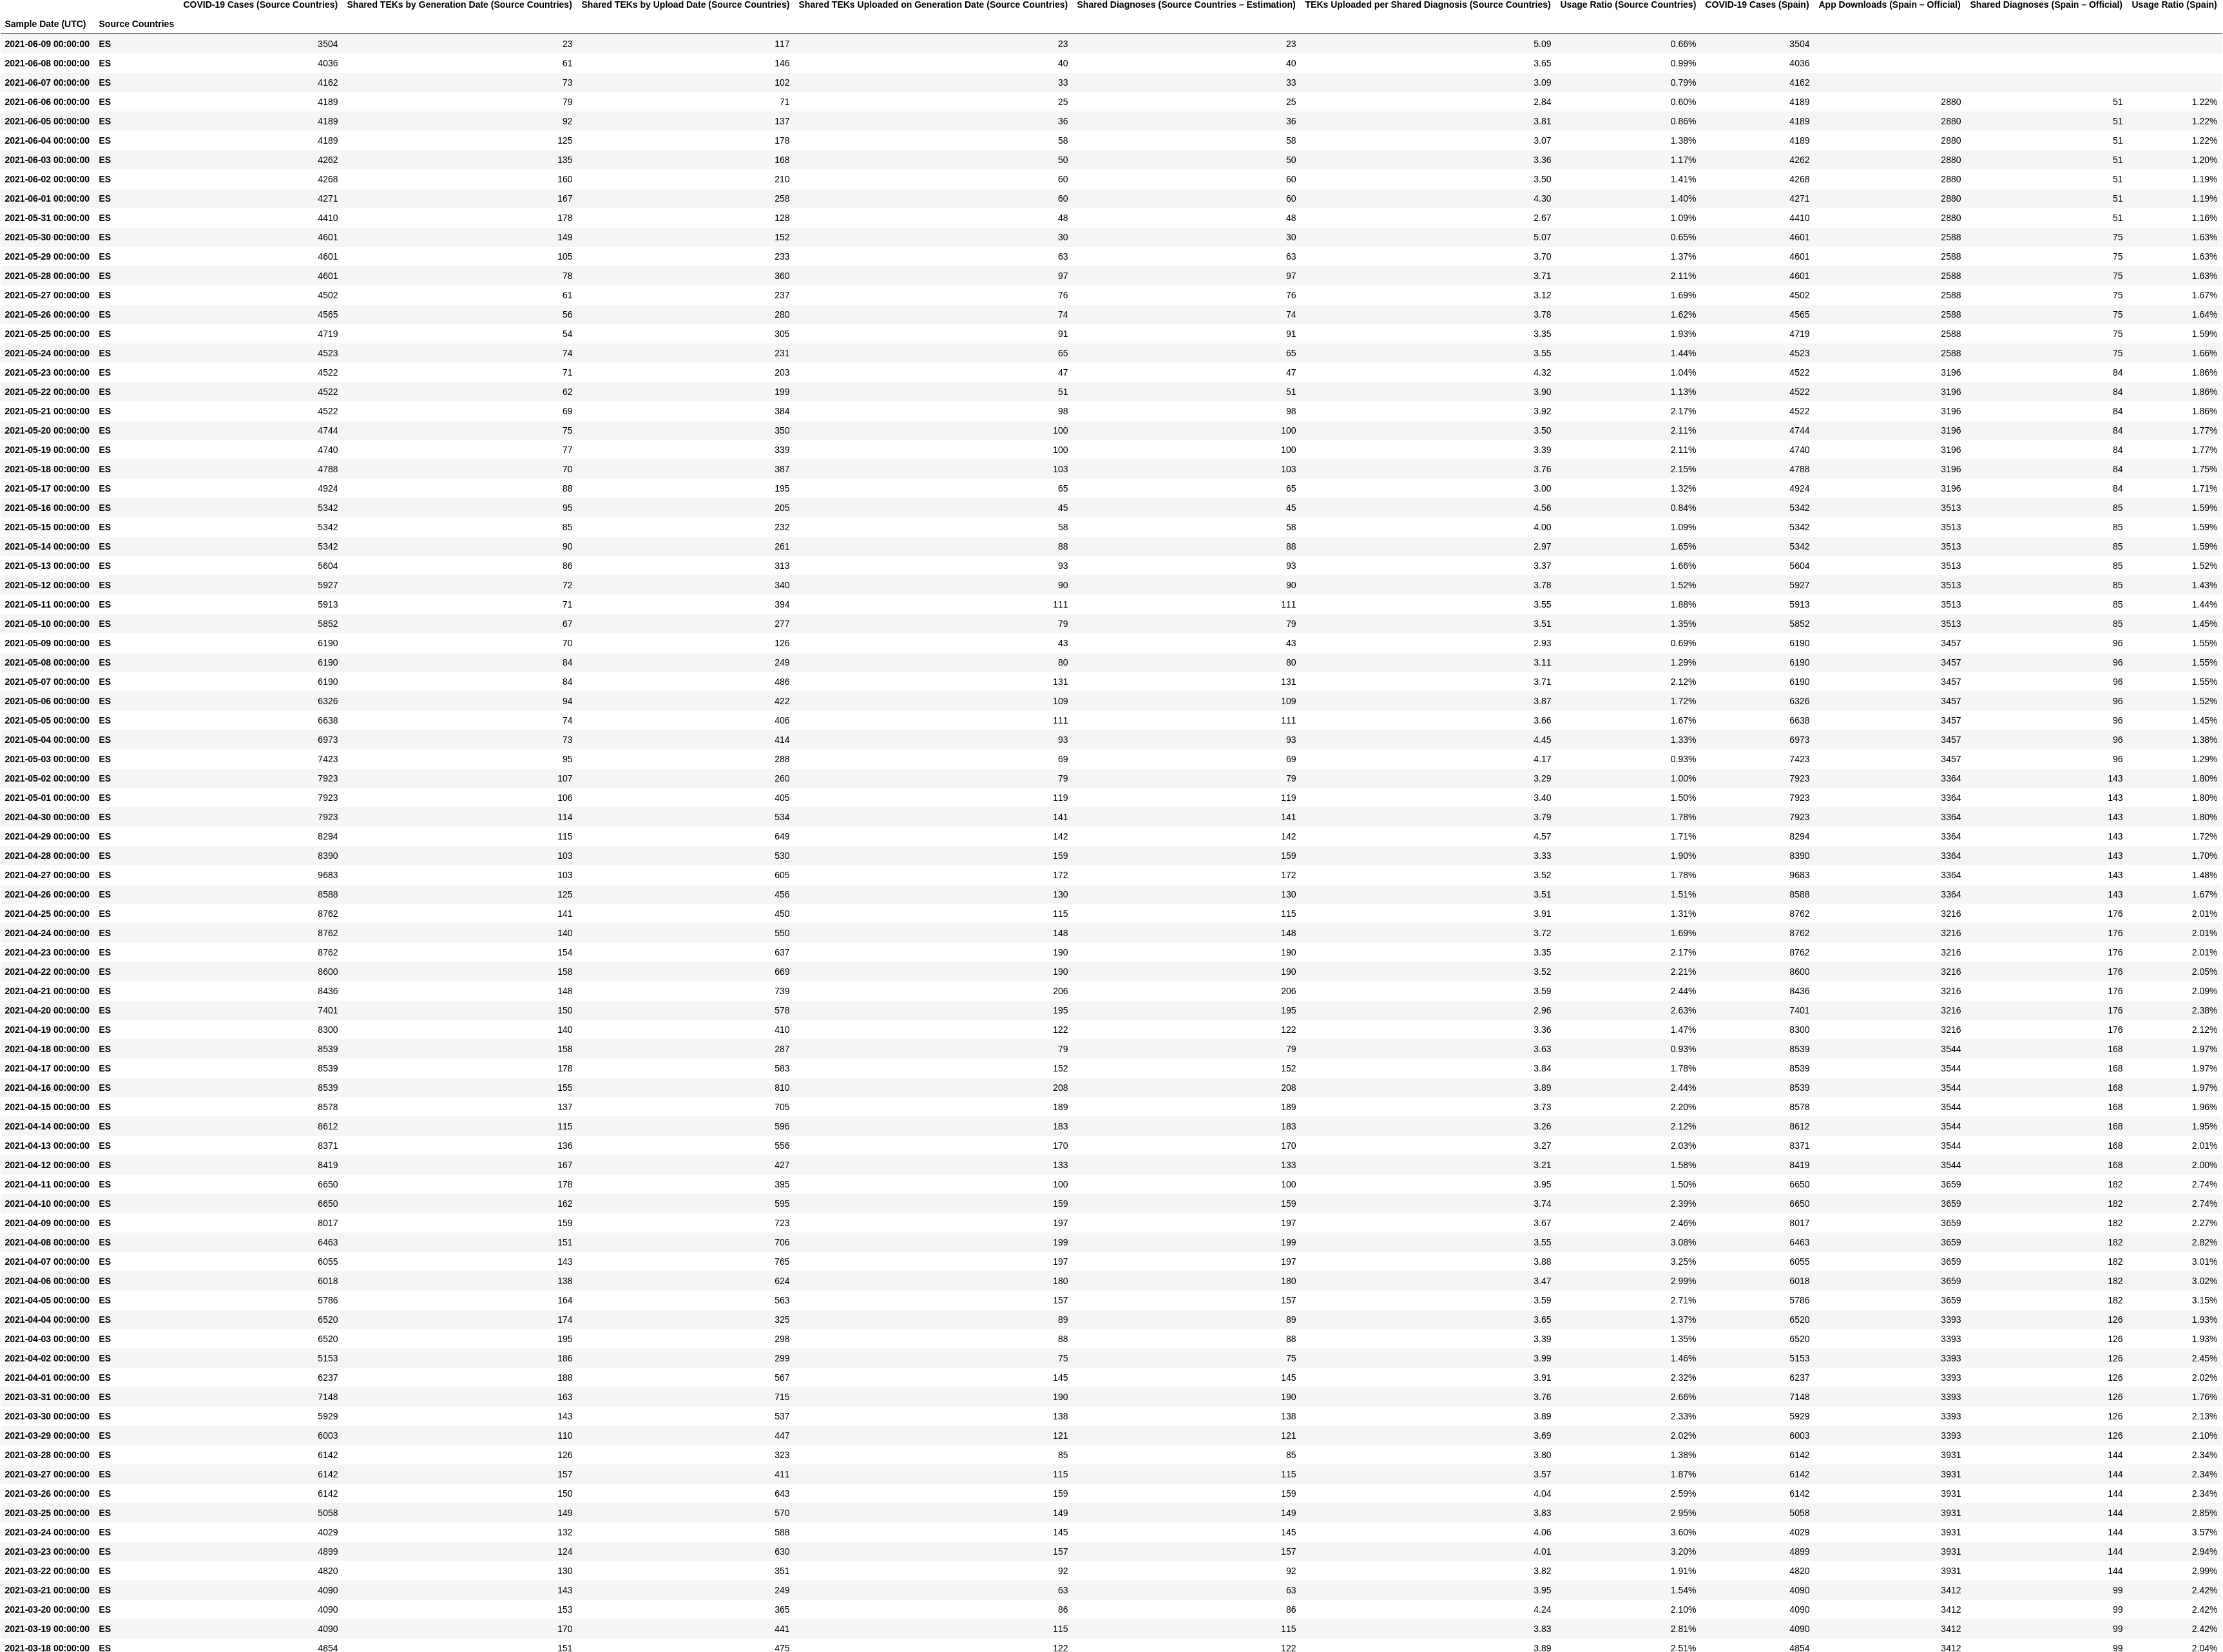 COVID-19 Cases (Source Countries) Shared TEKs by Generation Date (Source Countries) Shared TEKs by Upload Date (Source Countries) Shared TEKs Uploaded on Generation Date (Source Countries) Shared Diagnoses (Source Countries – Estimation) TEKs Uploaded per Shared Diagnosis (Source Countries) Usage Ratio (Source Countries) COVID-19 Cases (Spain) App Downloads (Spain – Official) Shared Diagnoses (Spain – Official) Usage Ratio (Spain)
Sample Date (UTC) Source Countries
2021-06-09 00:00:00 ES 3504 23 117 23 23 5.09 0.66% 3504
2021-06-08 00:00:00 ES 4036 61 146 40 40 3.65 0.99% 4036
2021-06-07 00:00:00 ES 4162 73 102 33 33 3.09 0.79% 4162
2021-06-06 00:00:00 ES 4189 79 71 25 25 2.84 0.60% 4189 2880 51 1.22%
2021-06-05 00:00:00 ES 4189 92 137 36 36 3.81 0.86% 4189 2880 51 1.22%
2021-06-04 00:00:00 ES 4189 125 178 58 58 3.07 1.38% 4189 2880 51 1.22%
2021-06-03 00:00:00 ES 4262 135 168 50 50 3.36 1.17% 4262 2880 51 1.20%
2021-06-02 00:00:00 ES 4268 160 210 60 60 3.50 1.41% 4268 2880 51 1.19%
2021-06-01 00:00:00 ES 4271 167 258 60 60 4.30 1.40% 4271 2880 51 1.19%
2021-05-31 00:00:00 ES 4410 178 128 48 48 2.67 1.09% 4410 2880 51 1.16%
2021-05-30 00:00:00 ES 4601 149 152 30 30 5.07 0.65% 4601 2588 75 1.63%
2021-05-29 00:00:00 ES 4601 105 233 63 63 3.70 1.37% 4601 2588 75 1.63%
2021-05-28 00:00:00 ES 4601 78 360 97 97 3.71 2.11% 4601 2588 75 1.63%
2021-05-27 00:00:00 ES 4502 61 237 76 76 3.12 1.69% 4502 2588 75 1.67%
2021-05-26 00:00:00 ES 4565 56 280 74 74 3.78 1.62% 4565 2588 75 1.64%
2021-05-25 00:00:00 ES 4719 54 305 91 91 3.35 1.93% 4719 2588 75 1.59%
2021-05-24 00:00:00 ES 4523 74 231 65 65 3.55 1.44% 4523 2588 75 1.66%
2021-05-23 00:00:00 ES 4522 71 203 47 47 4.32 1.04% 4522 3196 84 1.86%
2021-05-22 00:00:00 ES 4522 62 199 51 51 3.90 1.13% 4522 3196 84 1.86%
2021-05-21 00:00:00 ES 4522 69 384 98 98 3.92 2.17% 4522 3196 84 1.86%
2021-05-20 00:00:00 ES 4744 75 350 100 100 3.50 2.11% 4744 3196 84 1.77%
2021-05-19 00:00:00 ES 4740 77 339 100 100 3.39 2.11% 4740 3196 84 1.77%
2021-05-18 00:00:00 ES 4788 70 387 103 103 3.76 2.15% 4788 3196 84 1.75%
2021-05-17 00:00:00 ES 4924 88 195 65 65 3.00 1.32% 4924 3196 84 1.71%
2021-05-16 00:00:00 ES 5342 95 205 45 45 4.56 0.84% 5342 3513 85 1.59%
2021-05-15 00:00:00 ES 5342 85 232 58 58 4.00 1.09% 5342 3513 85 1.59%
2021-05-14 00:00:00 ES 5342 90 261 88 88 2.97 1.65% 5342 3513 85 1.59%
2021-05-13 00:00:00 ES 5604 86 313 93 93 3.37 1.66% 5604 3513 85 1.52%
2021-05-12 00:00:00 ES 5927 72 340 90 90 3.78 1.52% 5927 3513 85 1.43%
2021-05-11 00:00:00 ES 5913 71 394 111 111 3.55 1.88% 5913 3513 85 1.44%
2021-05-10 00:00:00 ES 5852 67 277 79 79 3.51 1.35% 5852 3513 85 1.45%
2021-05-09 00:00:00 ES 6190 70 126 43 43 2.93 0.69% 6190 3457 96 1.55%
2021-05-08 00:00:00 ES 6190 84 249 80 80 3.11 1.29% 6190 3457 96 1.55%
2021-05-07 00:00:00 ES 6190 84 486 131 131 3.71 2.12% 6190 3457 96 1.55%
2021-05-06 00:00:00 ES 6326 94 422 109 109 3.87 1.72% 6326 3457 96 1.52%
2021-05-05 00:00:00 ES 6638 74 406 111 111 3.66 1.67% 6638 3457 96 1.45%
2021-05-04 00:00:00 ES 6973 73 414 93 93 4.45 1.33% 6973 3457 96 1.38%
2021-05-03 00:00:00 ES 7423 95 288 69 69 4.17 0.93% 7423 3457 96 1.29%
2021-05-02 00:00:00 ES 7923 107 260 79 79 3.29 1.00% 7923 3364 143 1.80%
2021-05-01 00:00:00 ES 7923 106 405 119 119 3.40 1.50% 7923 3364 143 1.80%
2021-04-30 00:00:00 ES 7923 114 534 141 141 3.79 1.78% 7923 3364 143 1.80%
2021-04-29 00:00:00 ES 8294 115 649 142 142 4.57 1.71% 8294 3364 143 1.72%
2021-04-28 00:00:00 ES 8390 103 530 159 159 3.33 1.90% 8390 3364 143 1.70%
2021-04-27 00:00:00 ES 9683 103 605 172 172 3.52 1.78% 9683 3364 143 1.48%
2021-04-26 00:00:00 ES 8588 125 456 130 130 3.51 1.51% 8588 3364 143 1.67%
2021-04-25 00:00:00 ES 8762 141 450 115 115 3.91 1.31% 8762 3216 176 2.01%
2021-04-24 00:00:00 ES 8762 140 550 148 148 3.72 1.69% 8762 3216 176 2.01%
2021-04-23 00:00:00 ES 8762 154 637 190 190 3.35 2.17% 8762 3216 176 2.01%
2021-04-22 00:00:00 ES 8600 158 669 190 190 3.52 2.21% 8600 3216 176 2.05%
2021-04-21 00:00:00 ES 8436 148 739 206 206 3.59 2.44% 8436 3216 176 2.09%
2021-04-20 00:00:00 ES 7401 150 578 195 195 2.96 2.63% 7401 3216 176 2.38%
2021-04-19 00:00:00 ES 8300 140 410 122 122 3.36 1.47% 8300 3216 176 2.12%
2021-04-18 00:00:00 ES 8539 158 287 79 79 3.63 0.93% 8539 3544 168 1.97%
2021-04-17 00:00:00 ES 8539 178 583 152 152 3.84 1.78% 8539 3544 168 1.97%
2021-04-16 00:00:00 ES 8539 155 810 208 208 3.89 2.44% 8539 3544 168 1.97%
2021-04-15 00:00:00 ES 8578 137 705 189 189 3.73 2.20% 8578 3544 168 1.96%
2021-04-14 00:00:00 ES 8612 115 596 183 183 3.26 2.12% 8612 3544 168 1.95%
2021-04-13 00:00:00 ES 8371 136 556 170 170 3.27 2.03% 8371 3544 168 2.01%
2021-04-12 00:00:00 ES 8419 167 427 133 133 3.21 1.58% 8419 3544 168 2.00%
2021-04-11 00:00:00 ES 6650 178 395 100 100 3.95 1.50% 6650 3659 182 2.74%
2021-04-10 00:00:00 ES 6650 162 595 159 159 3.74 2.39% 6650 3659 182 2.74%
2021-04-09 00:00:00 ES 8017 159 723 197 197 3.67 2.46% 8017 3659 182 2.27%
2021-04-08 00:00:00 ES 6463 151 706 199 199 3.55 3.08% 6463 3659 182 2.82%
2021-04-07 00:00:00 ES 6055 143 765 197 197 3.88 3.25% 6055 3659 182 3.01%
2021-04-06 00:00:00 ES 6018 138 624 180 180 3.47 2.99% 6018 3659 182 3.02%
2021-04-05 00:00:00 ES 5786 164 563 157 157 3.59 2.71% 5786 3659 182 3.15%
2021-04-04 00:00:00 ES 6520 174 325 89 89 3.65 1.37% 6520 3393 126 1.93%
2021-04-03 00:00:00 ES 6520 195 298 88 88 3.39 1.35% 6520 3393 126 1.93%
2021-04-02 00:00:00 ES 5153 186 299 75 75 3.99 1.46% 5153 3393 126 2.45%
2021-04-01 00:00:00 ES 6237 188 567 145 145 3.91 2.32% 6237 3393 126 2.02%
2021-03-31 00:00:00 ES 7148 163 715 190 190 3.76 2.66% 7148 3393 126 1.76%
2021-03-30 00:00:00 ES 5929 143 537 138 138 3.89 2.33% 5929 3393 126 2.13%
2021-03-29 00:00:00 ES 6003 110 447 121 121 3.69 2.02% 6003 3393 126 2.10%
2021-03-28 00:00:00 ES 6142 126 323 85 85 3.80 1.38% 6142 3931 144 2.34%
2021-03-27 00:00:00 ES 6142 157 411 115 115 3.57 1.87% 6142 3931 144 2.34%
2021-03-26 00:00:00 ES 6142 150 643 159 159 4.04 2.59% 6142 3931 144 2.34%
2021-03-25 00:00:00 ES 5058 149 570 149 149 3.83 2.95% 5058 3931 144 2.85%
2021-03-24 00:00:00 ES 4029 132 588 145 145 4.06 3.60% 4029 3931 144 3.57%
2021-03-23 00:00:00 ES 4899 124 630 157 157 4.01 3.20% 4899 3931 144 2.94%
2021-03-22 00:00:00 ES 4820 130 351 92 92 3.82 1.91% 4820 3931 144 2.99%
2021-03-21 00:00:00 ES 4090 143 249 63 63 3.95 1.54% 4090 3412 99 2.42%
2021-03-20 00:00:00 ES 4090 153 365 86 86 4.24 2.10% 4090 3412 99 2.42%
2021-03-19 00:00:00 ES 4090 170 441 115 115 3.83 2.81% 4090 3412 99 2.42%
2021-03-18 00:00:00 ES 4854 151 475 122 122 3.89 2.51% 4854 3412 99 2.04%